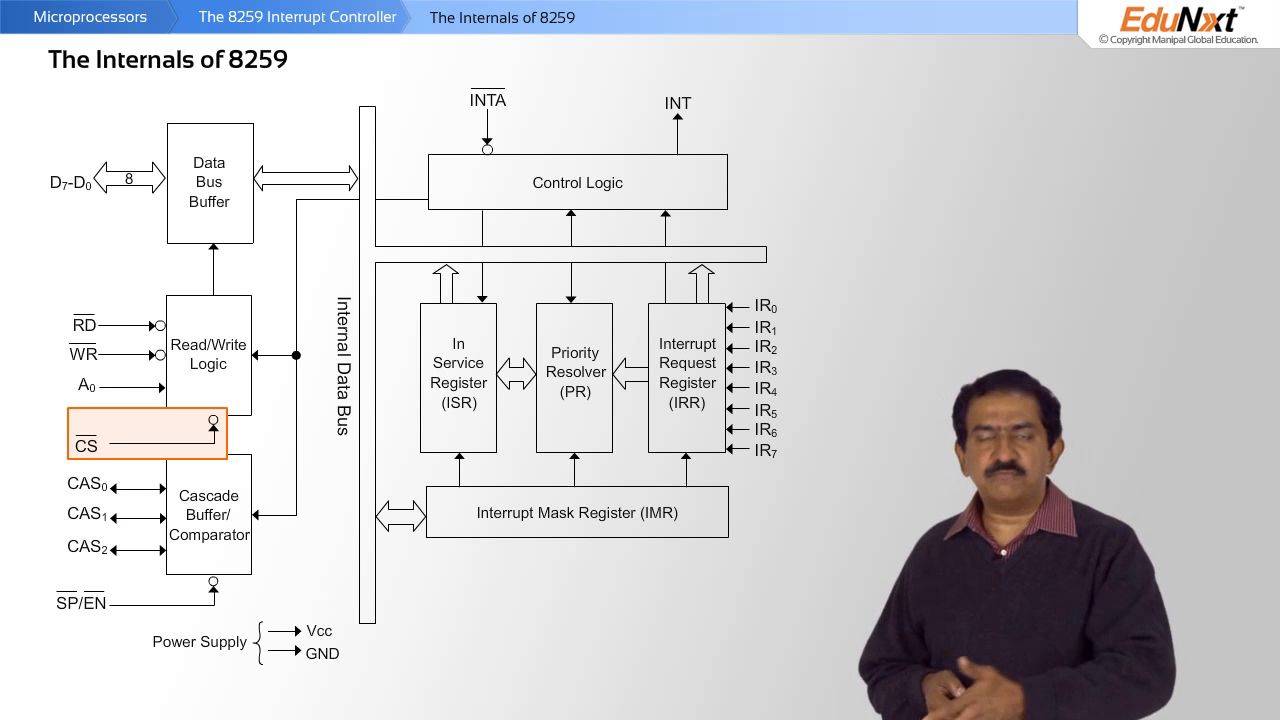 Microprocessors
The 8259 Interrupt Controller
The Internals of 8259
EduNxt™
© Copyright Manipal Global Education.
The Internals of 8259
INTA
INT
D7-D0
8
Data
Bus
Buffer
Control Logic
RD
WR
A0
CS
Read/Write
Logic
Internal Data Bus
In
Service
Register
(ISR)
Priority
Resolver
(PR)
Interrupt
Request
Register
(IRR)
IR0
IR1
IR2
IR3
IR4
IR5
IR6
IR7
CAS0
CAS1
CAS2
Cascade
Buffer/
Comparator
Interrupt Mask Register (IMR)
SP/EN
Power Supply
Vcc
GND